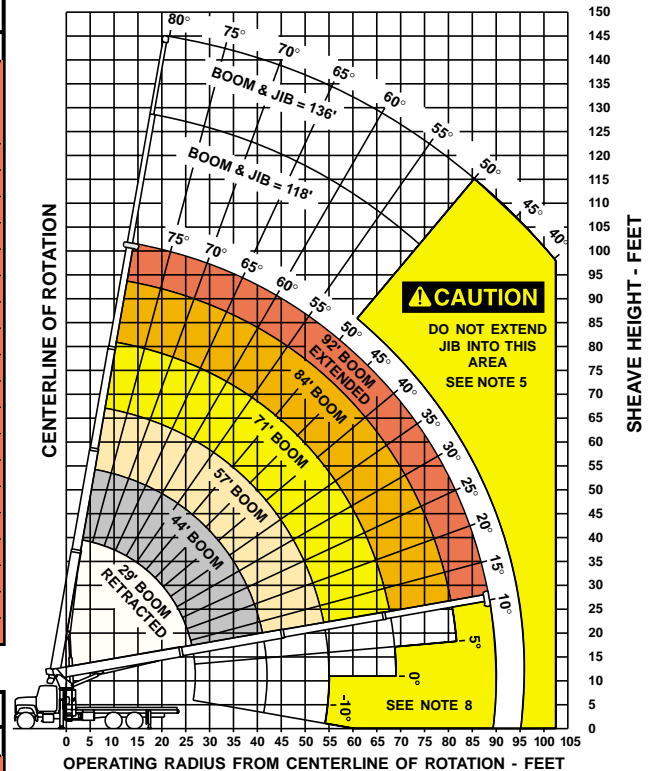 CENTERLINE OF ROTATION
80°
75°
70°
65°
60°
55°
50°
45°
40°
BOOM & JIB = 136'
BOOM & JIB = 118'
75°
70°
65°
60°
55°
50°
45°
40°
35°
30°
25°
20°
15°
10°
5°
0°
-10°
92' BOOM
EXTENDED
84' BOOM
71' BOOM
57' BOOM
44' BOOM
29' BOOM
RETRACTED
CAUTION
DO NOT EXTEND
JIB INTO THIS
AREA
SEE NOTE 5
SEE NOTE 8
150
145
140
135
130
125
120
115
110
105
100
95
90
85
80
75
70
65
60
55
50
45
40
35
30
25
20
15
10
5
0
SHEAVE HEIGHT - FEET
0 5 10 15 20 25 30 35 40 45 50 55 60 65 70 75 80 85 90 95 100 105
OPERATING RADIUS FROM CENTERLINE OF ROTATION - FEET